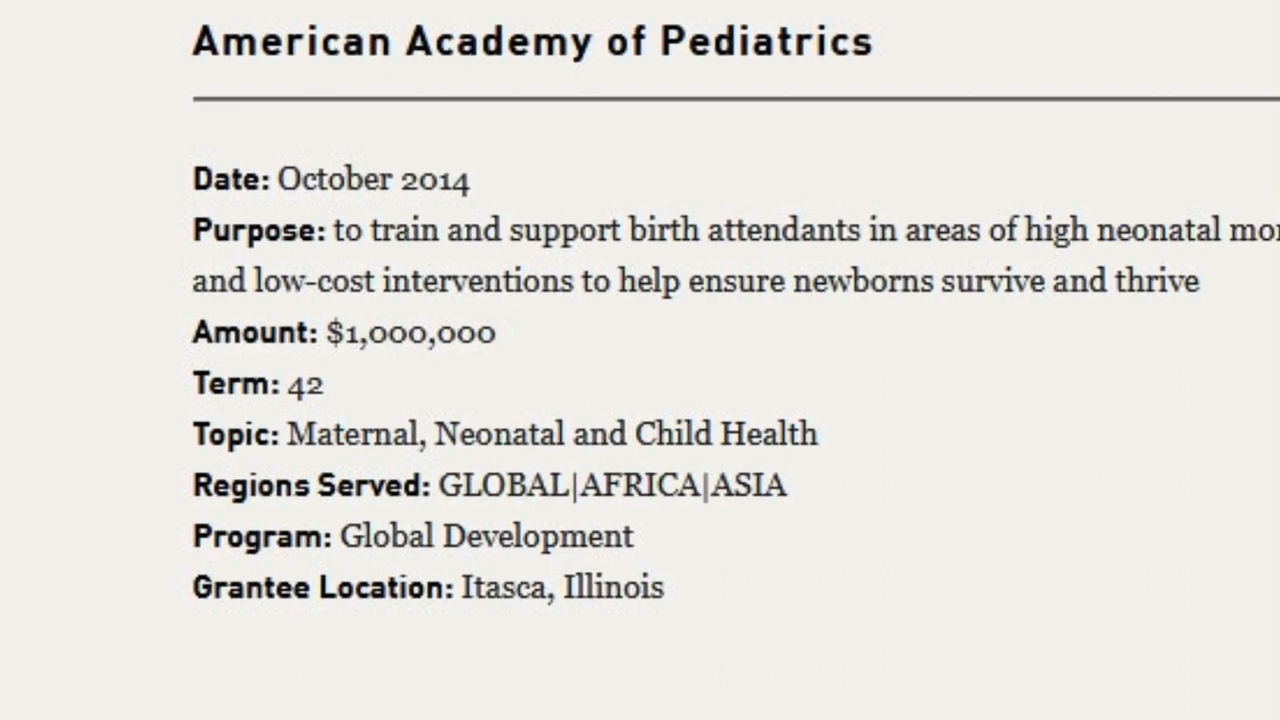 American Academy of Pediatrics
Date: October 2014
Purpose: to train and support birth attendants in areas of high neonatal
and low-cost interventions to help ensure newborns survive and thrive
Amount: $1,000,000
Term: 42
Topic: Maternal, Neonatal and Child Health
Regions Served: GLOBAL|AFRICA|ASIA
Program: Global Development
Grantee Location: Itasca, Illinois